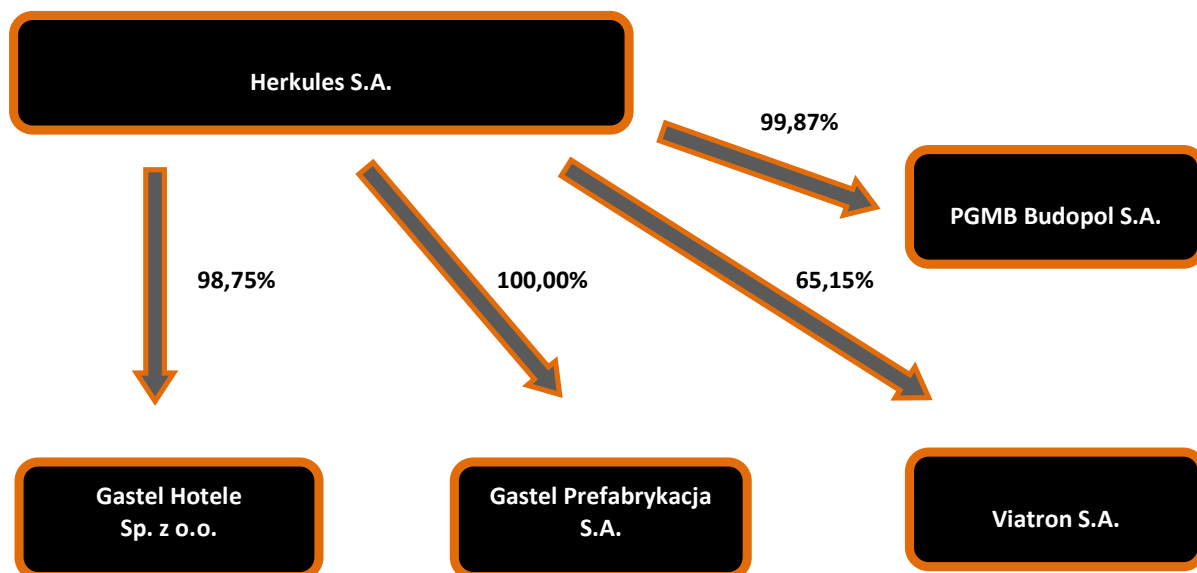 Herkules S.A.
99,87%
PGMB Budopol S.A.
98,75%
100,00%
65,15%
Gastel Hotele
Sp. z o.o.
Gastel Prefabrykacja
S.A.
Viatron S.A.